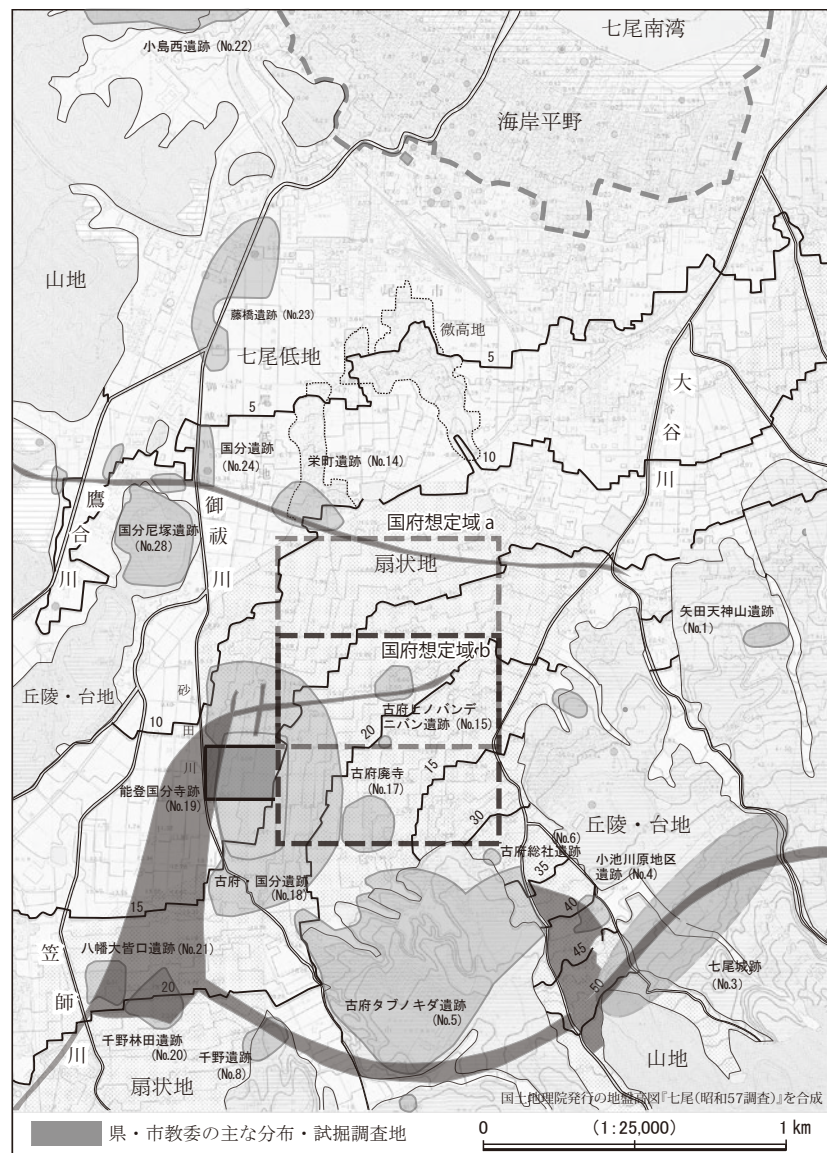 小島西遺跡 (No.22)
七尾南湾
海岸平野
山地
藤橋遺跡 (No.23)
七尾市
微高地
七尾低地
5
大谷川
5
国分遺跡
(No.24)
栄町遺跡 (No.14)
10
鷹合川
御祓川
国分尼塚遺跡
(No.28)
国府想定域 a
扇状地
矢田天神山遺跡
(No.1)
国府想定域 b
丘陵・台地
砂田川
10
古府ヒノバンデ
ニバン遺跡 (No.15)
20
15
能登国分寺跡
(No.19)
古府廃寺
(No.17)
30
丘陵・台地
(No.6)
古府総社遺跡
35
小池川原地区
遺跡 (No.4)
古府 国分遺跡
(No.18)
40
15
笠師川
八幡大皆口遺跡 (No.21)
45
七尾城跡
(No.3)
20
50
古府タブノキダ遺跡
(No.5)
千野林田遺跡
(No.20)
千野遺跡
(No.8)
山地
扇状地
国土地理院発行の地盤高図『七尾(昭和57調査)』を合成
県・市教委の主な分布・試掘調査地
0 (1:25,000) 1 km